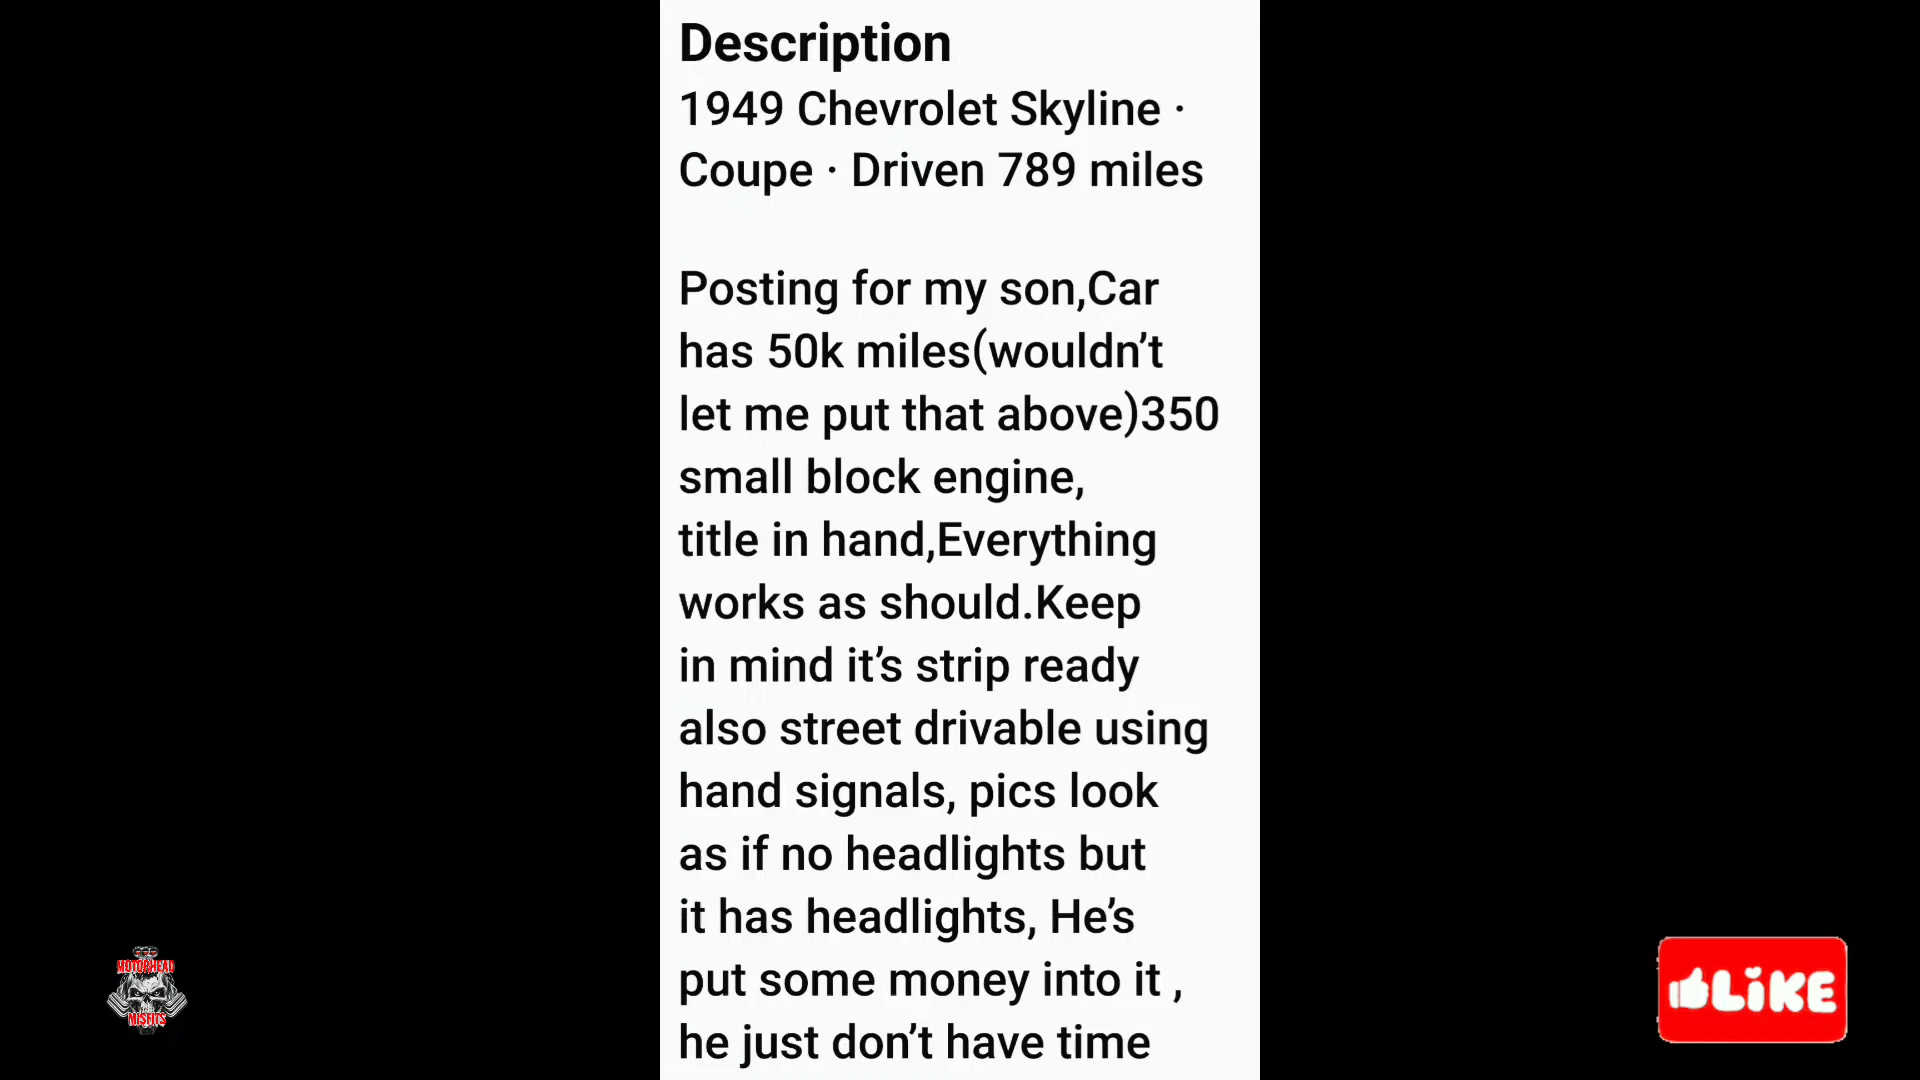 Description
1949 Chevrolet Skyline ·
Coupe · Driven 789 miles
Posting for my son,Car
has 50k miles(wouldn’t
let me put that above)350
small block engine,
title in hand,Everything
works as should.Keep
in mind it’s strip ready
also street drivable using
hand signals, pics look
as if no headlights but
it has headlights, He’s
put some money into it ,
he just don’t have time
MOTORHEAD
MISFITS
LiKE